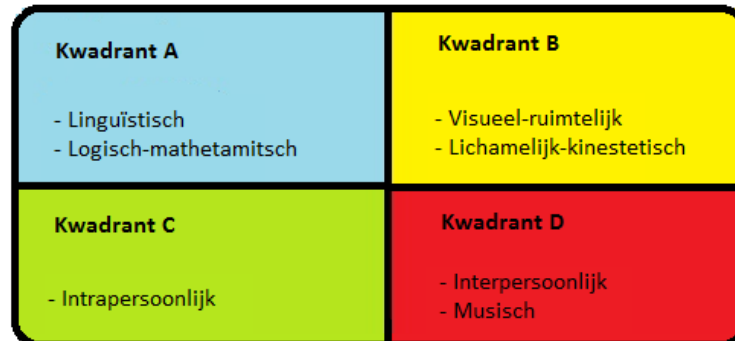 Kwadrant A
- Linguïstisch
- Logisch-mathetamitsch
Kwadrant B
- Visueel-ruimtelijk
- Lichamelijk-kinestetisch
Kwadrant C
- Intrapersoonlijk
Kwadrant D
- Interpersoonlijk
- Musisch